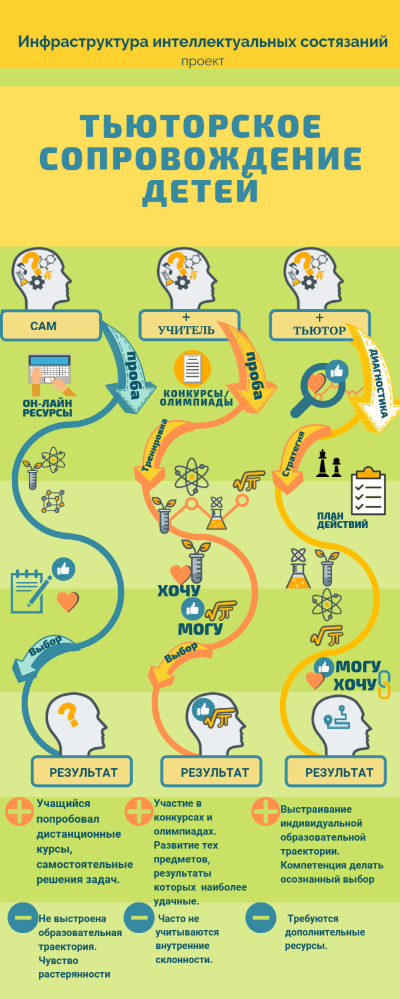 Инфраструктура интеллектуальных состязаний
проект
ТЬЮТОРСКОЕ
СОПРОВОЖДЕНИЕ
ДЕТЕЙ
САМ
проба
ОН-ЛАЙН
РЕСУРСЫ
Выбор
РЕЗУЛЬТАТ
+
УЧИТЕЛЬ
проба
КОНКУРСЫ/
ОЛИМПИАДЫ
Тренировка
√π
ХОЧУ
√π
МОГУ
Выбор
√π
РЕЗУЛЬТАТ
+
ТЬЮТОР
ДИАГНОСТИКА
Стратегия
ПЛАН
ДЕЙСТВИЙ
√π
МОГУ
ХОЧУ
РЕЗУЛЬТАТ
Учащийся
попробовал
дистанционные
курсы,
самостоятельные
решения задач.
Участие в
конкурсах и
олимпиадах.
Развитие тех
предметов,
результаты
которых наиболее
удачные.
Выстраивание
индивидуальной
образовательной
траектории.
Компетенция делать
осознанный выбор
Не выстроена
образовательная
траектория.
Чувство
растерянности
Часто не
учитываются
внутренние
склонности.
Требуются
дополнительные
ресурсы.